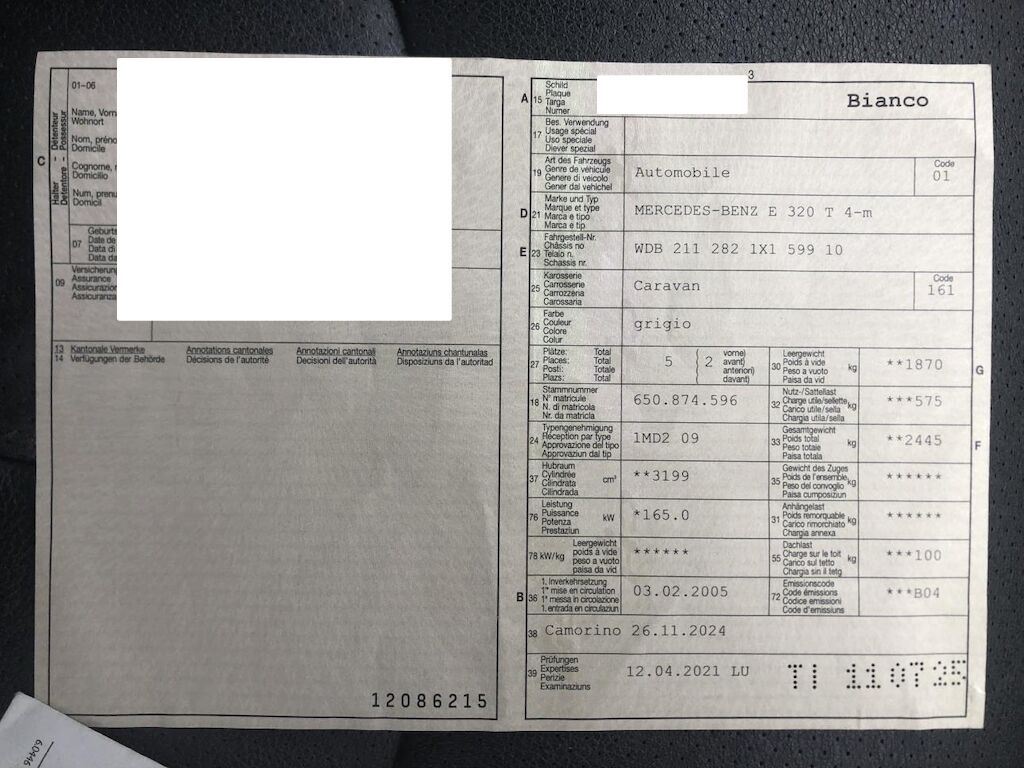 01-06
Halter - Détenteur
Detentore - Possessur
C
Name, Vorn
Wohnort
Nom, préno
Domicile
Cognome,
Domicilio
Num, prenu
Domicil
07
Geburts
Date de
Data di
Data da
09
Versicherun
Assurance
Assicurazion
Assicuranza
13 Kantonale Vermerke Annotations cantonales Annotazioni cantonali Annotaziuns chantunalas
14 Verfügungen der Behörde Décisions de l'autorité Decisioni dell'autorità Disposiziuns da l'autoritad
12086215
3
A 15 Schild
Plaque
Targa
Numer
Bianco
17 Bes. Verwendung
Usage spécial
Uso speciale
Diever spezial
19 Art des Fahrzeugs
Genre de véhicule
Genere di veicolo
Gener dal vehichel
Automobile
Code
01
D 21 Marke und Typ
Marque et type
Marca e tipo
Marca e tip
MERCEDES-BENZ E 320 T 4-m
E 23 Fahrgestell-Nr.
Châssis no
Telaio n.
Schassis nr.
WDB 211 282 1X1 599 10
25 Karosserie
Carrosserie
Carrozzeria
Carossaria
Caravan
Code
161
26 Farbe
Couleur
Colore
Colur
grigio
27 Plätze: Total
Places: Total
Posti: Totale
Plazs: Total
5 2
vorne)
avant)
anteriori)
davant)
30 Leergewicht
Poids à vide
Peso a vuoto
Paisa da vid
kg
**1870
G
18 Stammnummer
N° matricule
N. di matricola
Nr. da matricla
650.874.596
32 Nutz-/Sattellast
Charge utile/sellette
Carico utile/sella
Chargia utila/sella
kg
***575
24 Typengenehmigung
Réception par type
Approvazione del tipo
Approvaziun dal tip
1MD2 09
33 Gesamtgewicht
Poids total
Peso totale
Paisa totala
kg
**2445
F
37 Hubraum
Cylindrée
Cilindrata
Cilindrada
cm³
**3199
35 Gewicht des Zuges
Poids de l'ensemble
Peso del convoglio
Paisa cumposiziun
kg
******
76 Leistung
Puissance
Potenza
Prestaziun
kW
*165.0
31 Anhängelast
Poids remorquable
Carico rimorchiato
Chargia annexa
kg
******
78 kW/kg Leergewicht
poids à vide
peso a vuoto
paisa da vid
******
55 Dachlast
Charge sur le toit
Carico sul tetto
Chargia sin il tetg
kg
***100
B 36 1. Inverkehrsetzung
1re mise en circulation
1a messa in circolazione
1. entrada en circulaziun
03.02.2005
72 Emissionscode
Code émissions
Codice emissioni
Code d'emissiuns
***B04
38 Camorino 26.11.2024
39 Prüfungen
Expertises
Perizie
Examinaziuns
12.04.2021 LU
TI 110725
60446